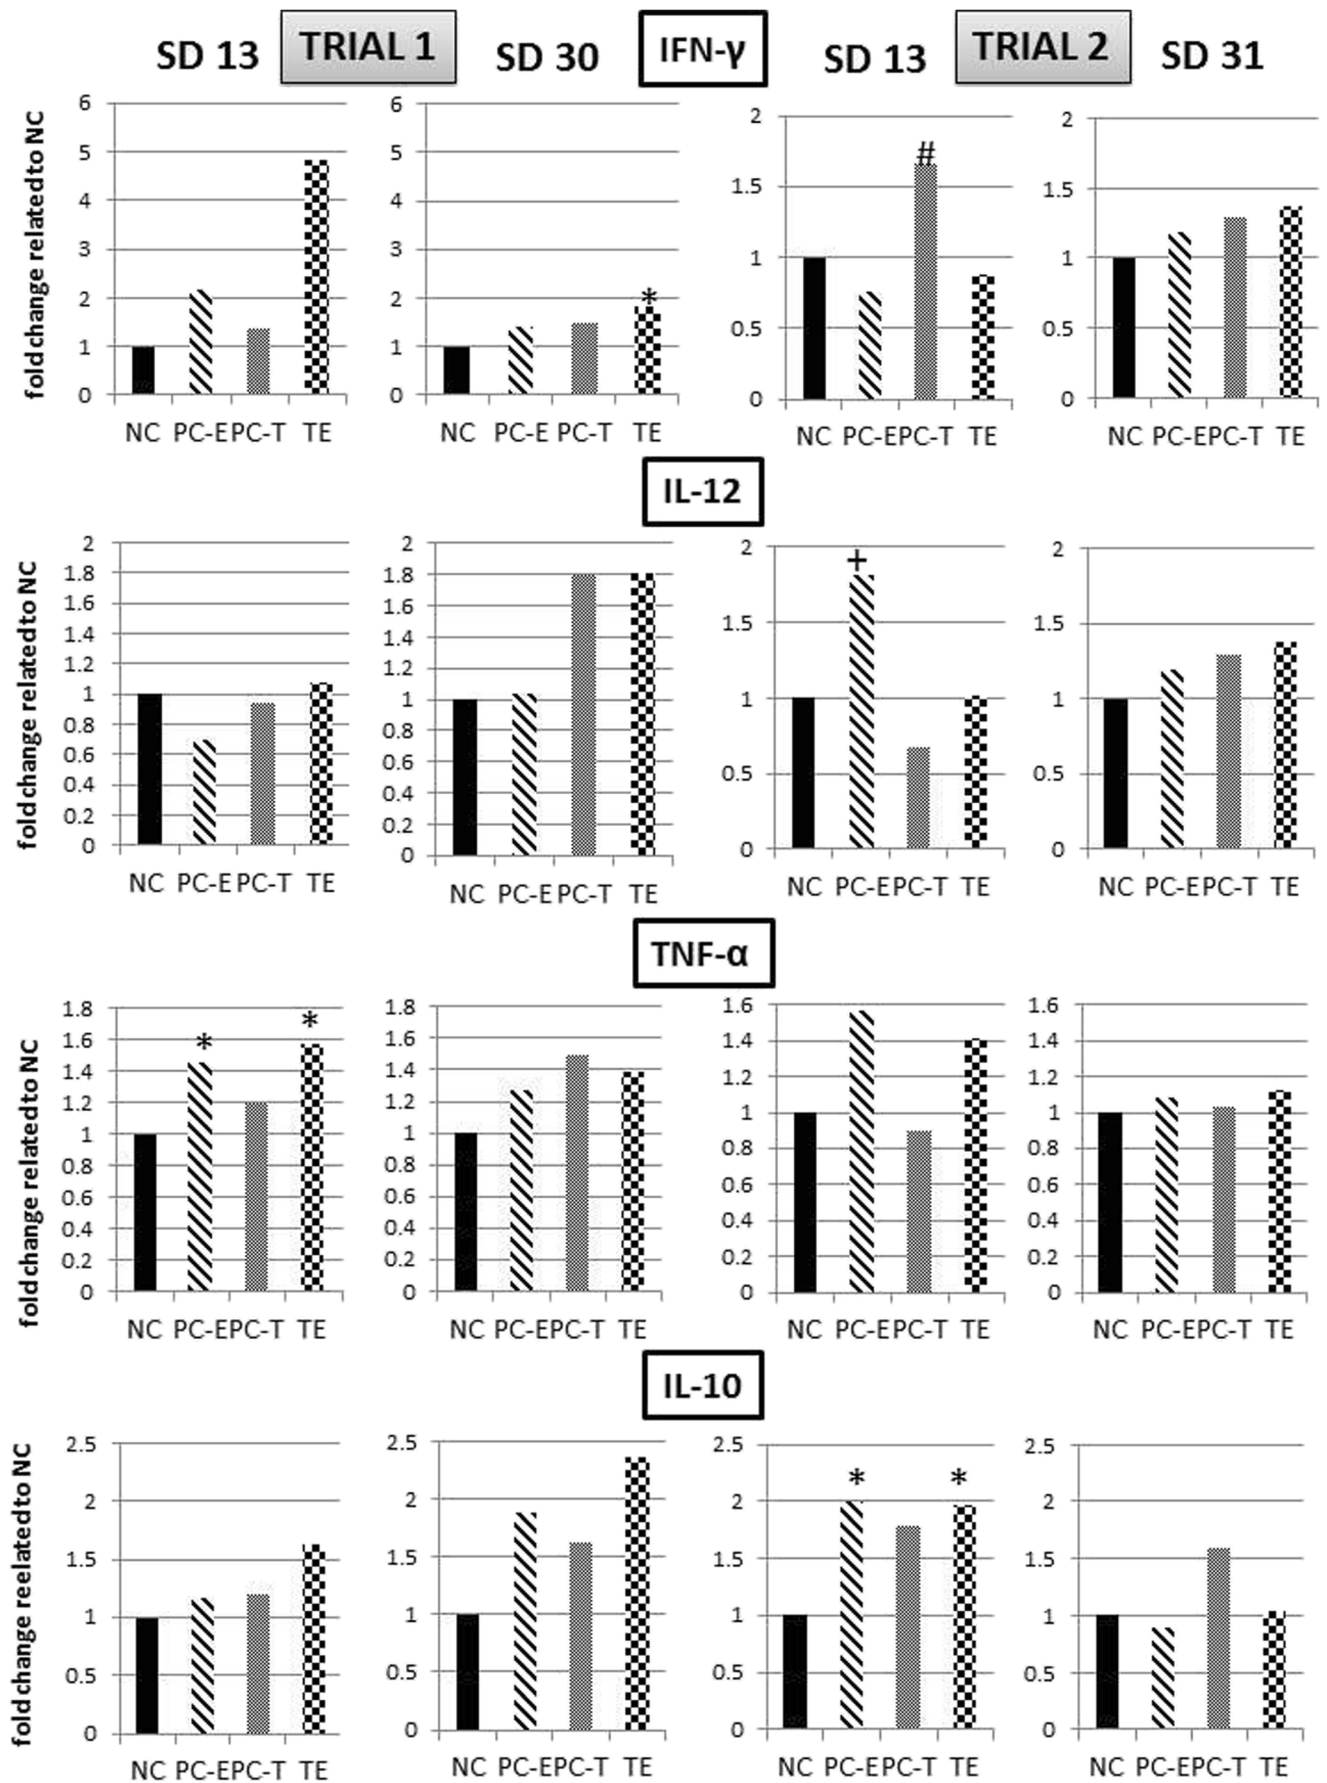 SD 13 TRIAL 1 SD 30 IFN-γ SD 13 TRIAL 2 SD 31
foldchange related to NC
6 6 2 2
5 5 1.5 1.5
4 4 1 1
3 3 0.5 0.5
2 2 0 0
1 1
0 0
#
*
NC PC-E PC-T TE NC PC-E PC-T TE NC PC-E PC-T TE NC PC-E PC-T TE
IL-12
foldchange related to NC
2 2 2 2
1.8 1.8 1.5 1.5
1.6 1.6 1 1
1.4 1.4 0.5 0.5
1.2 1.2 0 0
1 1
0.8 0.8
0.6 0.6
0.4 0.4
0.2 0.2
0 0
+
NC PC-E PC-T TE NC PC-E PC-T TE NC PC-E PC-T TE NC PC-E PC-T TE
TNF-α
foldchange related to NC
1.8 1.8 1.6 1.6
1.6 1.6 1.4 1.4
1.4 1.4 1.2 1.2
1.2 1.2 1 1
1 1 0.8 0.8
0.8 0.8 0.6 0.6
0.6 0.6 0.4 0.4
0.4 0.4 0.2 0.2
0.2 0.2 0 0
0 0
* *
NC PC-E PC-T TE NC PC-E PC-T TE NC PC-E PC-T TE NC PC-E PC-T TE
IL-10
foldchange reelated to NC
2.5 2.5 2.5 2.5
2 2 2 2
1.5 1.5 1.5 1.5
1 1 1 1
0.5 0.5 0.5 0.5
0 0 0 0
* *
NC PC-E PC-T TE NC PC-E PC-T TE NC PC-E PC-T TE NC PC-E PC-T TE